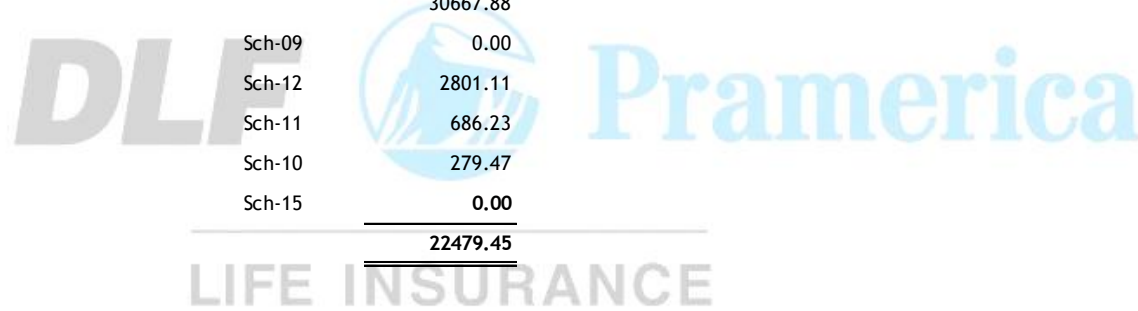 30667.88
Sch-09 0.00
Sch-12 2801.11
Sch-11 686.23
Sch-10 279.47
Sch-15 0.00
22479.45
DLF Pramerica
LIFE INSURANCE